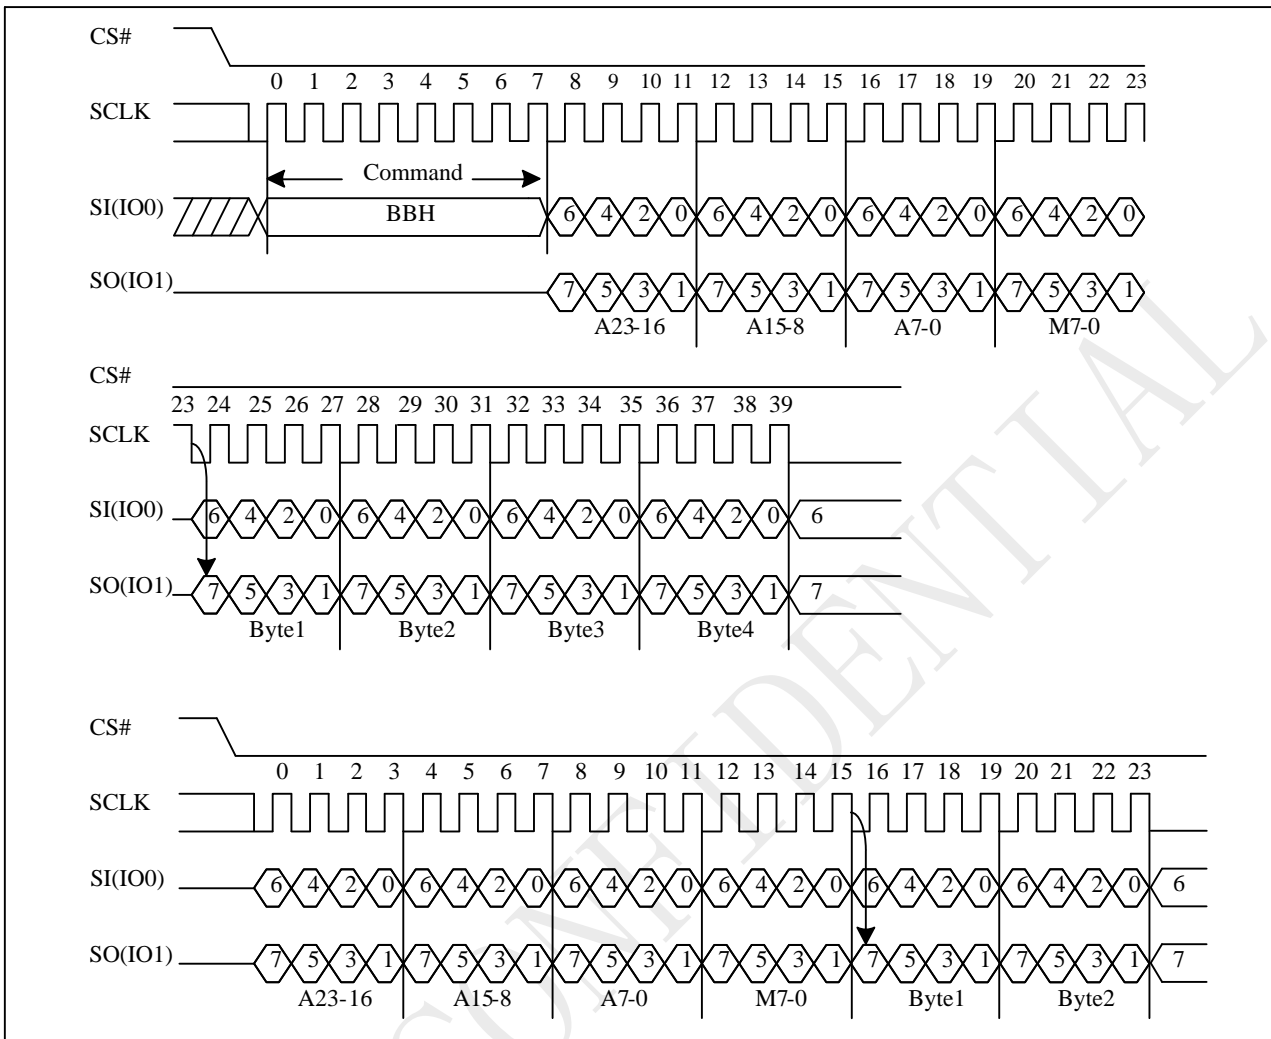 CS#
0 1 2 3 4 5 6 7 8 9 10 11 12 13 14 15 16 17 18 19 20 21 22 23
SCLK
Command
SI(IO0) BBH 6 4 2 0 6 4 2 0 6 4 2 0 6 4 2 0
SO(IO1) 7 5 3 1 7 5 3 1 7 5 3 1 7 5 3 1
A23-16 A15-8 A7-0 M7-0
CS#
23 24 25 26 27 28 29 30 31 32 33 34 35 36 37 38 39
SCLK
SI(IO0) 6 4 2 0 6 4 2 0 6 4 2 0 6 4 2 0 6
SO(IO1) 7 5 3 1 7 5 3 1 7 5 3 1 7 5 3 1 7
Byte1 Byte2 Byte3 Byte4
CS#
0 1 2 3 4 5 6 7 8 9 10 11 12 13 14 15 16 17 18 19 20 21 22 23
SCLK
SI(IO0) 6 4 2 0 6 4 2 0 6 4 2 0 6 4 2 0 6 4 2 0 6 4 2 0 6
SO(IO1) 7 5 3 1 7 5 3 1 7 5 3 1 7 5 3 1 7 5 3 1 7 5 3 1 7
A23-16 A15-8 A7-0 M7-0 Byte1 Byte2
CONFIDENTIAL